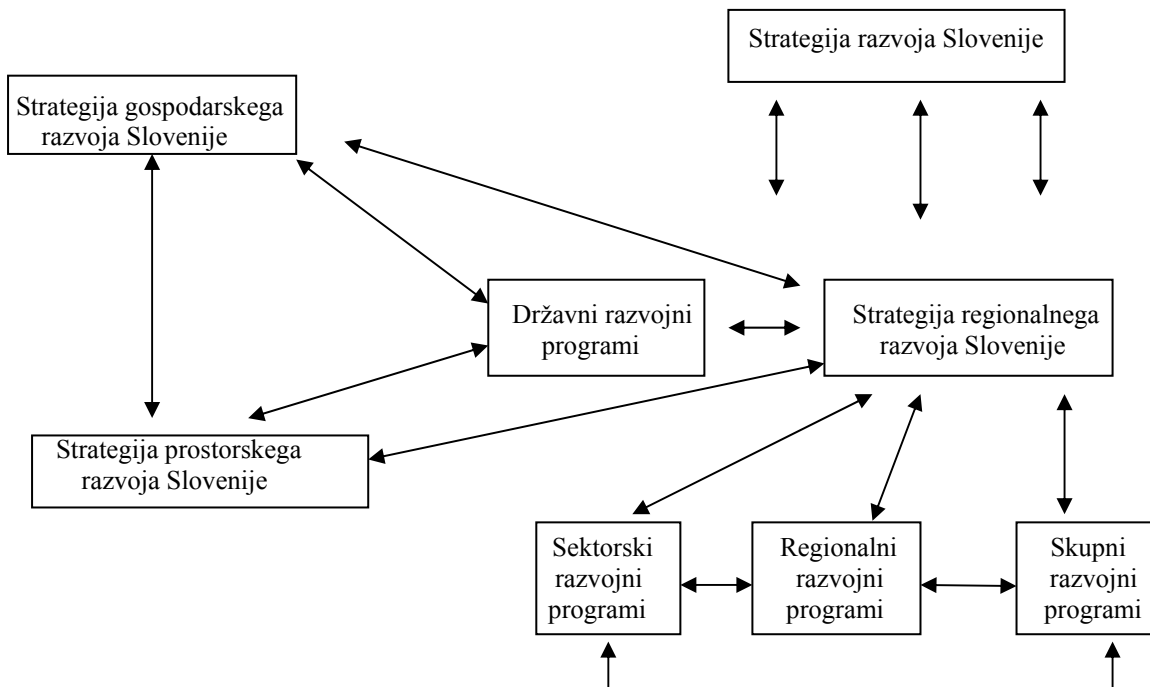 Strategija razvoja Slovenije
Strategija gospodarskega
razvoja Slovenije
Državni razvojni
programi
Strategija regionalnega
razvoja Slovenije
Strategija prostorskega
razvoja Slovenije
Sektorski
razvojni
programi
Regionalni
razvojni
programi
Skupni
razvojni
programi